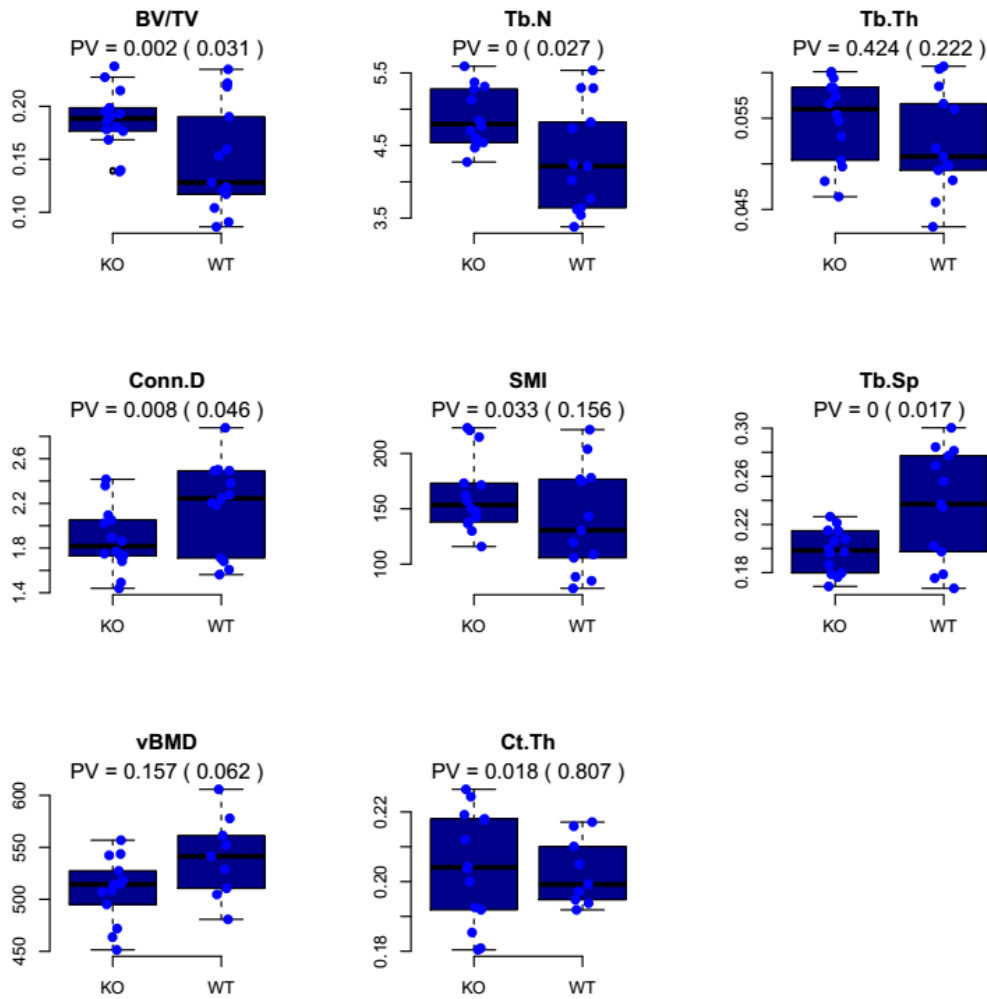 BV/TV
PV = 0.002 ( 0.031 )
0.20
0.15
0.10
KO WT
Tb.N
PV = 0 ( 0.027 )
5.5
4.5
3.5
KO WT
Tb.Th
PV = 0.424 ( 0.222 )
0.055
0.045
KO WT
Conn.D
PV = 0.008 ( 0.046 )
2.6
2.2
1.8
1.4
KO WT
SMI
PV = 0.033 ( 0.156 )
200
150
100
KO WT
Tb.Sp
PV = 0 ( 0.017 )
0.30
0.26
0.22
0.18
KO WT
vBMD
PV = 0.157 ( 0.062 )
600
550
500
450
KO WT
Ct.Th
PV = 0.018 ( 0.807 )
0.22
0.20
0.18
KO WT